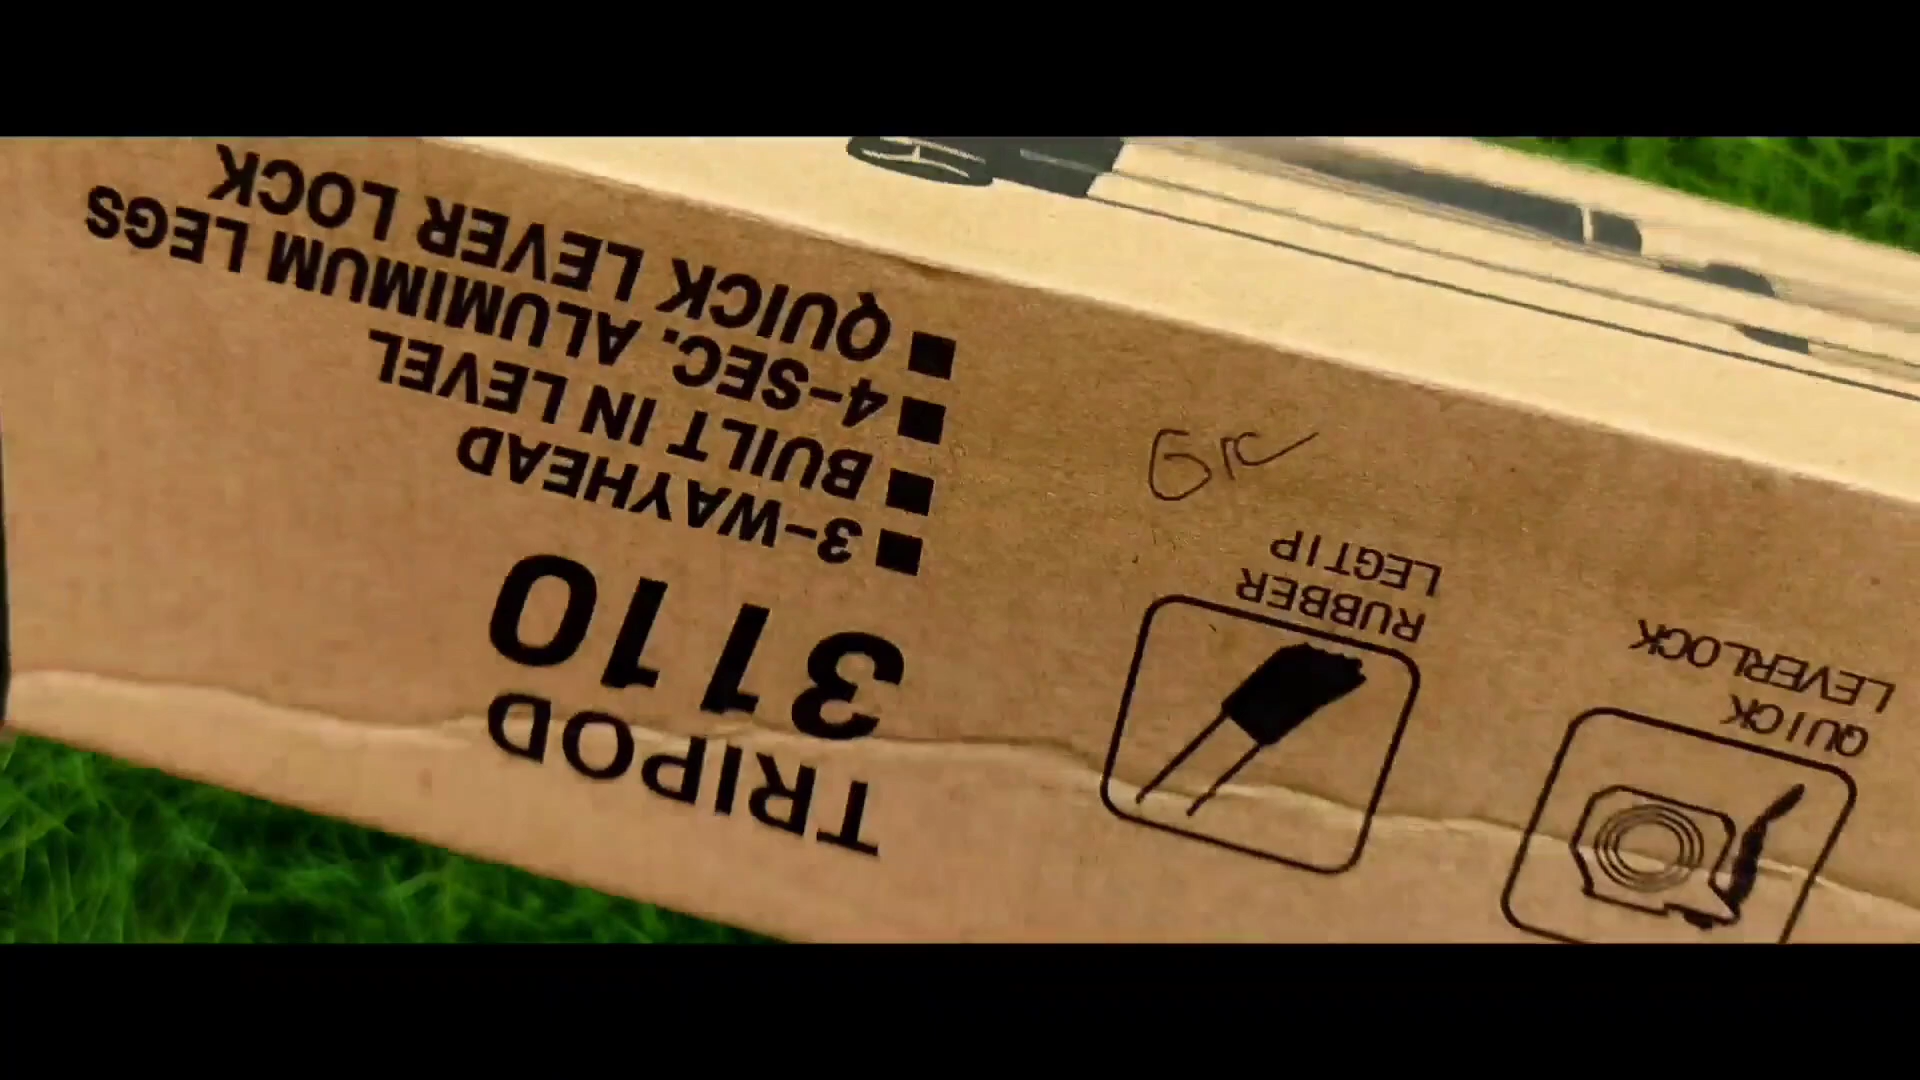 TRIPOD
3110
■ 3-WAYHEAD
■ BUILT IN LEVEL
■ 4-SEC. ALUMIMUM LEGS
■ QUICK LEVER LOCK
QUICK
LEVERLOCK
RUBBER
LEGTIP